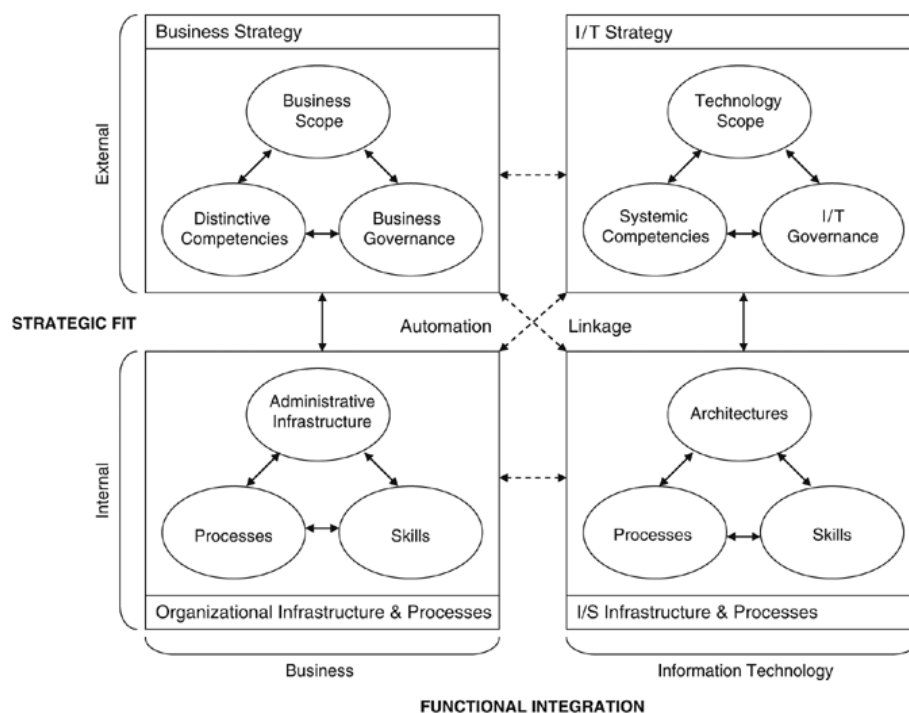 Business Strategy
I/T Strategy
Business
Scope
Technology
Scope
External
Distinctive
Competencies
Business
Governance
Systemic
Competencies
I/T
Governance
STRATEGIC FIT
Automation
Linkage
Administrative
Infrastructure
Architectures
Internal
Processes
Skills
Processes
Skills
Organizational Infrastructure & Processes
I/S Infrastructure & Processes
Business
Information Technology
FUNCTIONAL INTEGRATION